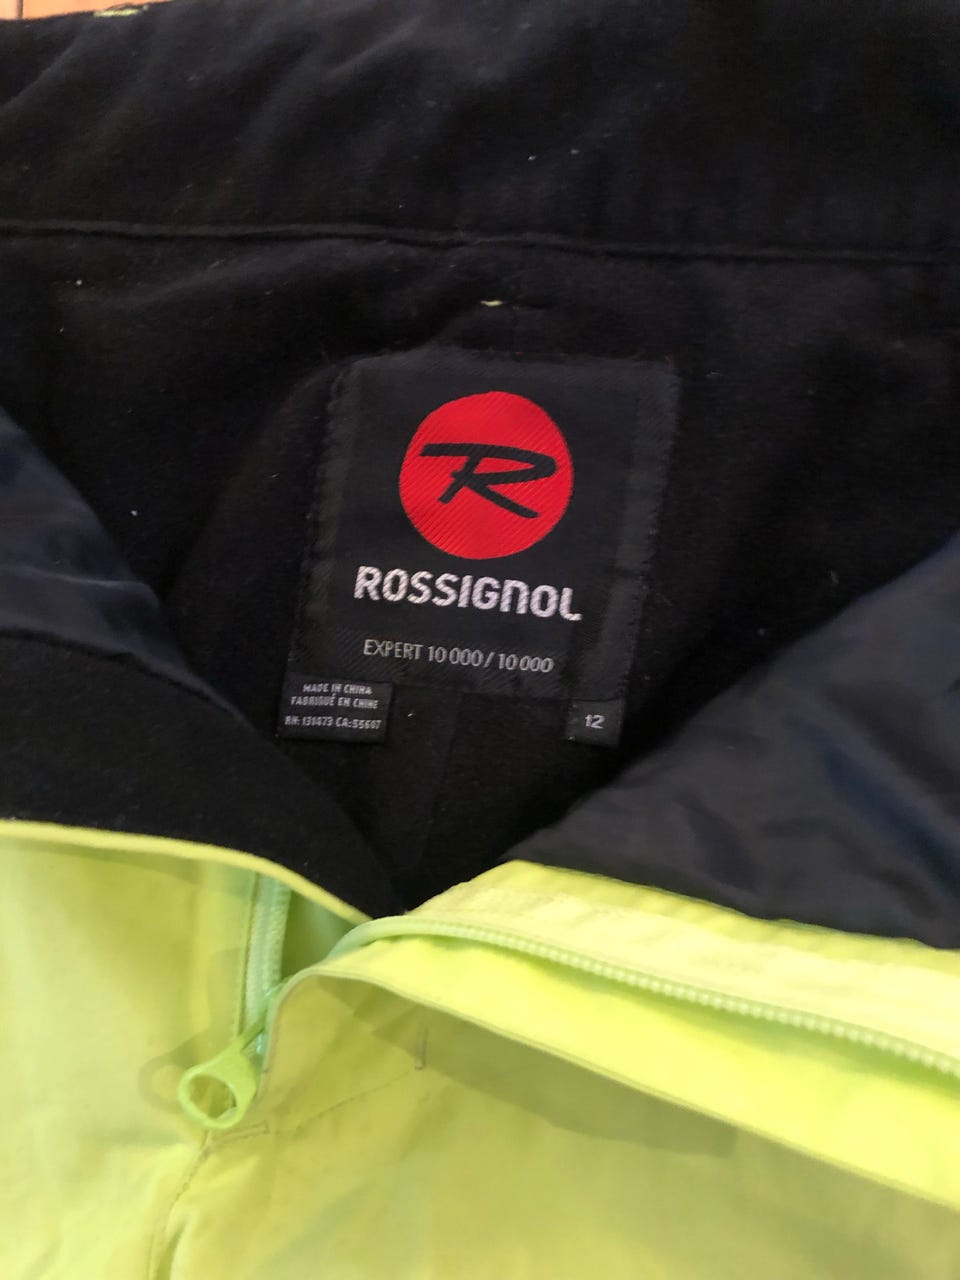 R
ROSSIGNOL
EXPERT 10 000 / 10 000
MADE IN CHINA
FABRIQUÉ EN CHINE
RN: 131473 CA:55607
12